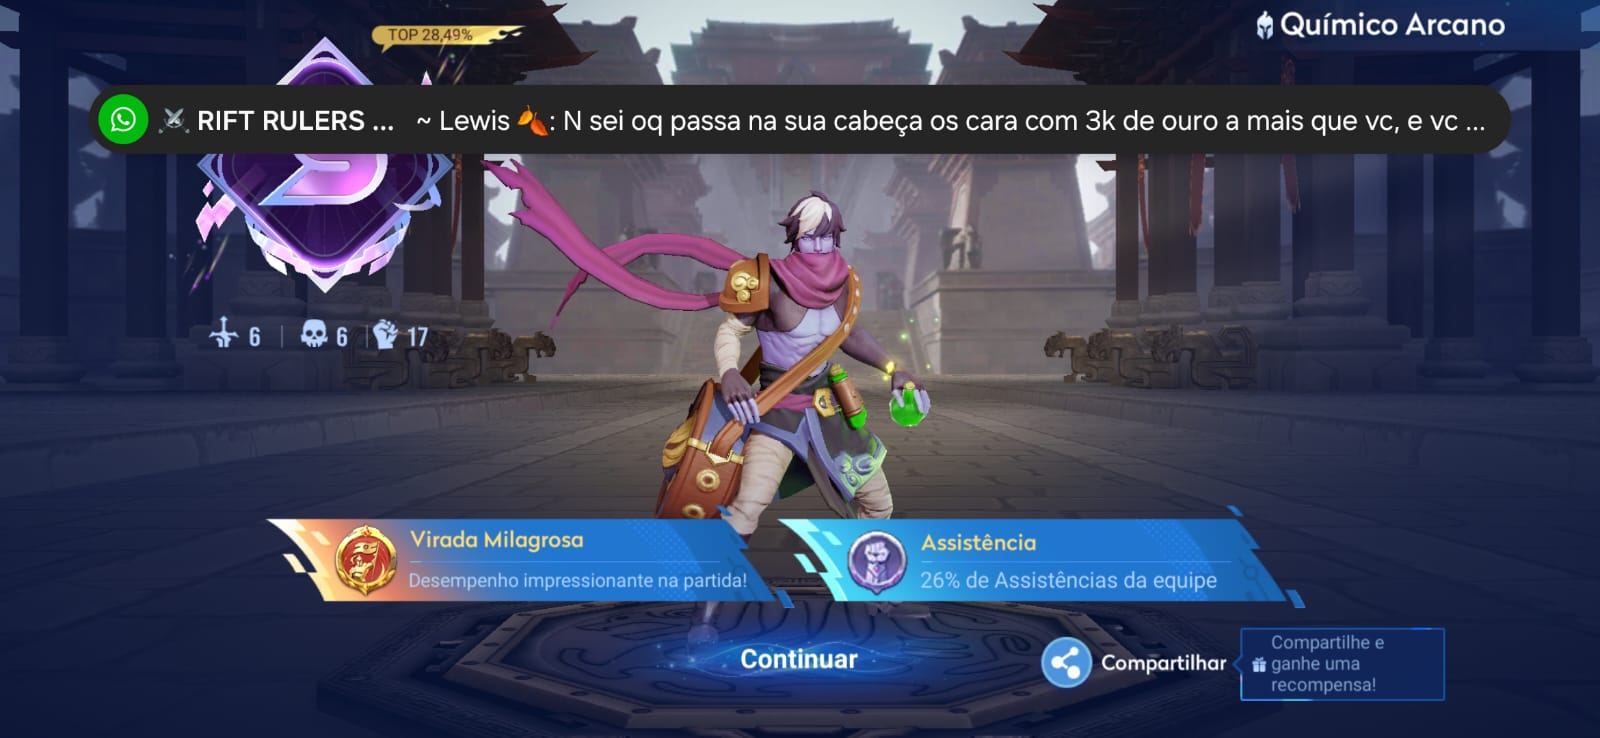 TOP 28,49%
Químico Arcano
RIFT RULERS ... ~ Lewis 🍂: N sei oq passa na sua cabeça os cara com 3k de ouro a mais que vc, e vc ...
6 | 6 | 17
Virada Milagrosa
Desempenho impressionante na partida!
Assistência
26% de Assistências da equipe
Continuar
Compartilhar
Compartilhe e
ganhe uma
recompensa!